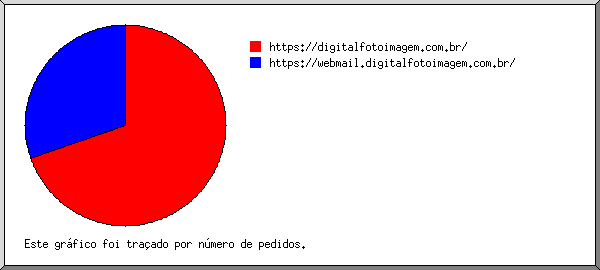 https://digitalfotoimagem.com.br/
https://webmail.digitalfotoimagem.com.br/
Este gráfico foi traçado por número de pedidos.